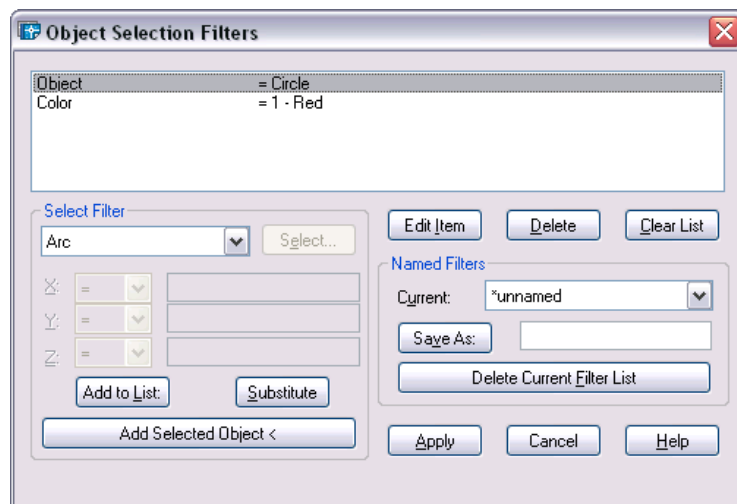 Object Selection Filters
Object = Circle
Color = 1 - Red
Select Filter
Arc
Select...
X: =
Y: =
Z: =
Add to List:
Substitute
Add Selected Object <
Edit Item
Delete
Clear List
Named Filters
Current: *unnamed
Save As:
Delete Current Filter List
Apply
Cancel
Help